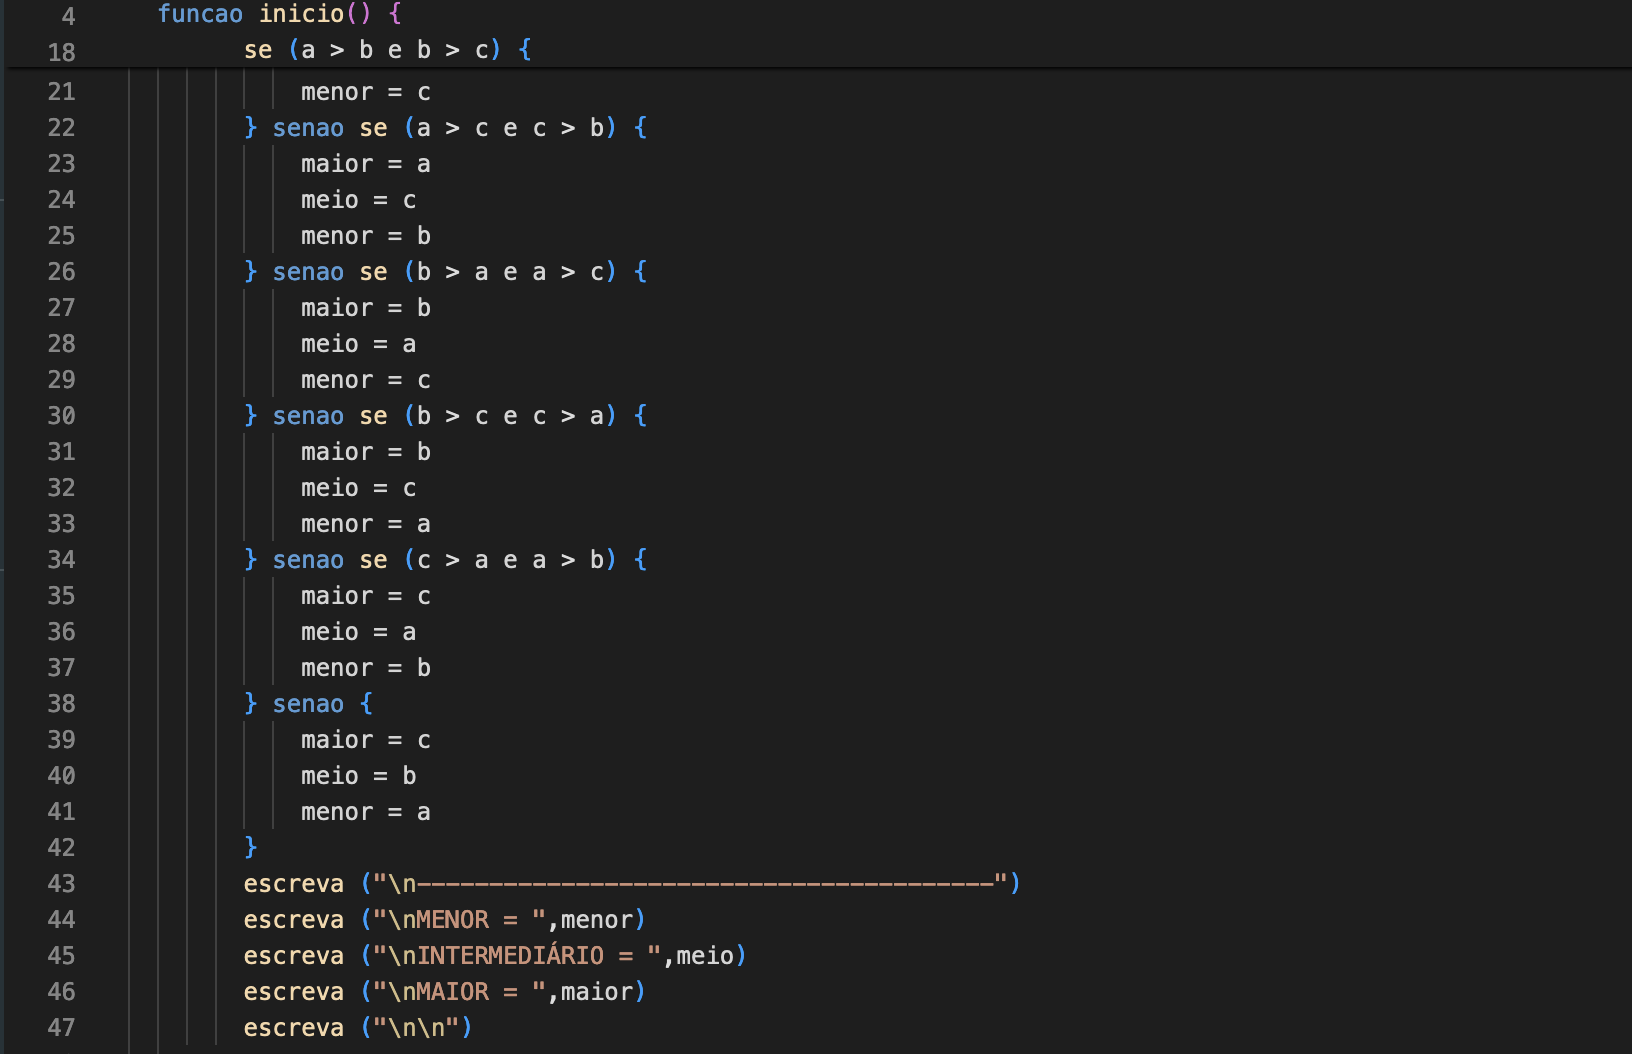 4 funcao inicio() {
18 se (a > b e b > c) {
21 menor = c
22 } senao se (a > c e c > b) {
23 maior = a
24 meio = c
25 menor = b
26 } senao se (b > a e a > c) {
27 maior = b
28 meio = a
29 menor = c
30 } senao se (b > c e c > a) {
31 maior = b
32 meio = c
33 menor = a
34 } senao se (c > a e a > b) {
35 maior = c
36 meio = a
37 menor = b
38 } senao {
39 maior = c
40 meio = b
41 menor = a
42 }
43 escreva ("\n----------------------------------------")
44 escreva ("\nMENOR = ",menor)
45 escreva ("\nINTERMEDIÁRIO = ",meio)
46 escreva ("\nMAIOR = ",maior)
47 escreva ("\n\n")